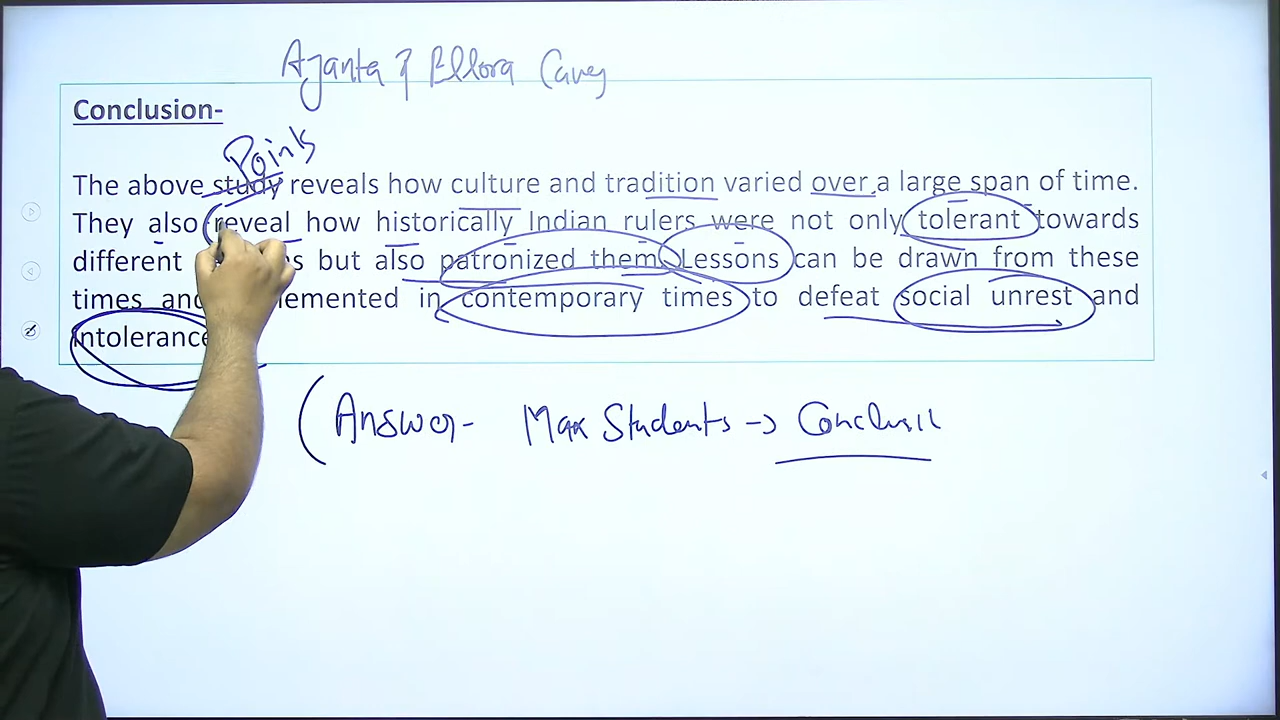 Ajanta & Ellora Caves
Conclusion-
Points
The above study reveals how culture and tradition varied over a large span of time.
They also reveal how historically Indian rulers were not only tolerant towards
different but also patronized them. Lessons can be drawn from these
times and in contemporary times to defeat social unrest and
intolerance
(Answer- Max Students -> Conclusi